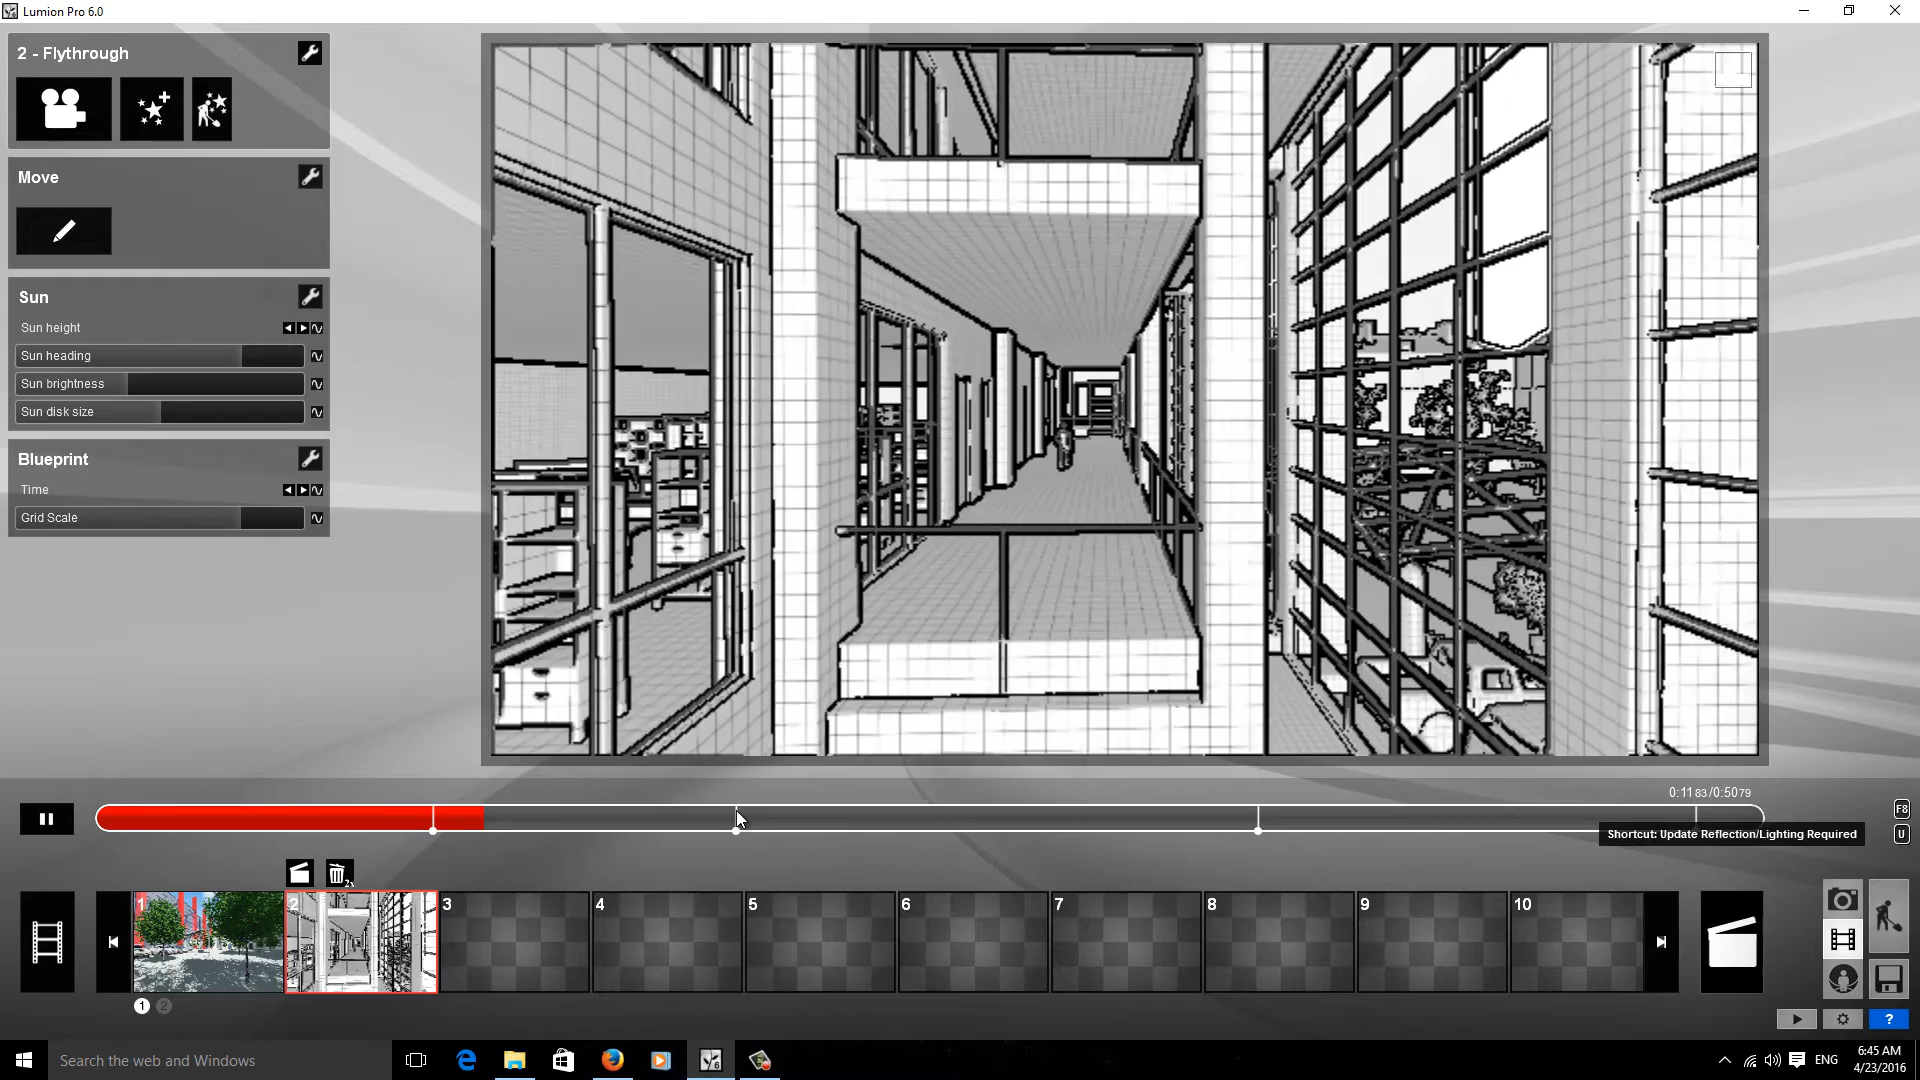 Lumion Pro 6.0
2 - Flythrough
Move
Sun
Sun height
Sun heading
Sun brightness
Sun disk size
Blueprint
Time
Grid Scale
0:11 83/0:50 79
F8
Shortcut: Update Reflection/Lighting Required
U
2x
1
2
3
4
5
6
7
8
9
10
1
2
?
Search the web and Windows
ENG
6:45 AM
4/23/2016